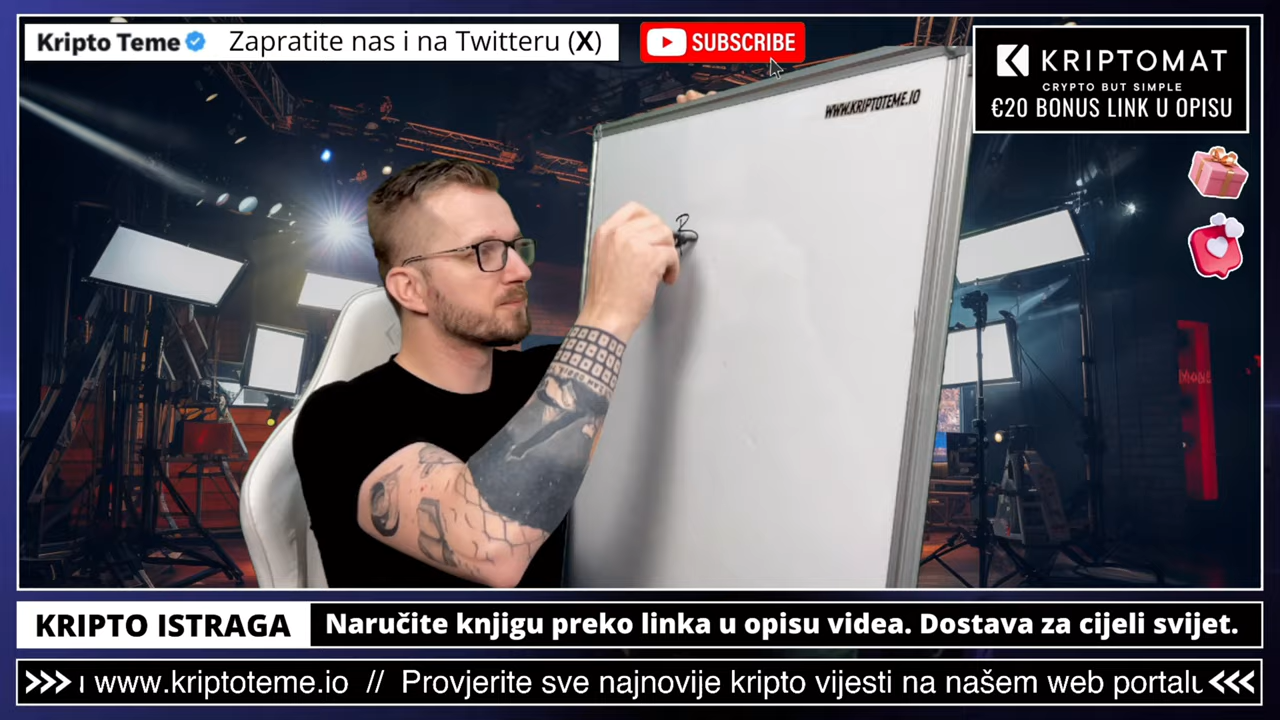 Kripto Teme Zapratite nas i na Twitteru (X)
SUBSCRIBE
KRIPTOMAT
CRYPTO BUT SIMPLE
€20 BONUS LINK U OPISU
WWW.KRIPTOTEME.IO
B
KRIPTO ISTRAGA
Naručite knjigu preko linka u opisu videa. Dostava za cijeli svijet.
>>> www.kriptoteme.io // Provjerite sve najnovije kripto vijesti na našem web portalu <<<